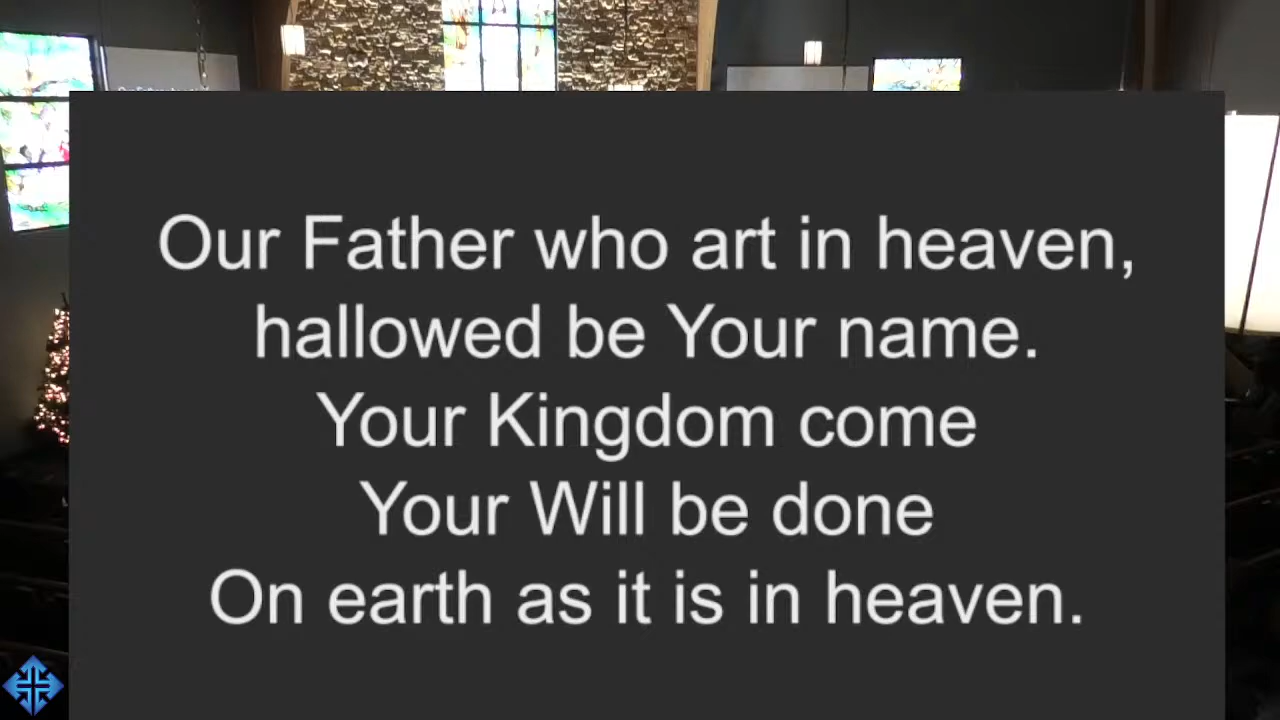 Our Father who art in heaven,
hallowed be Your name.
Your Kingdom come
Your Will be done
On earth as it is in heaven.